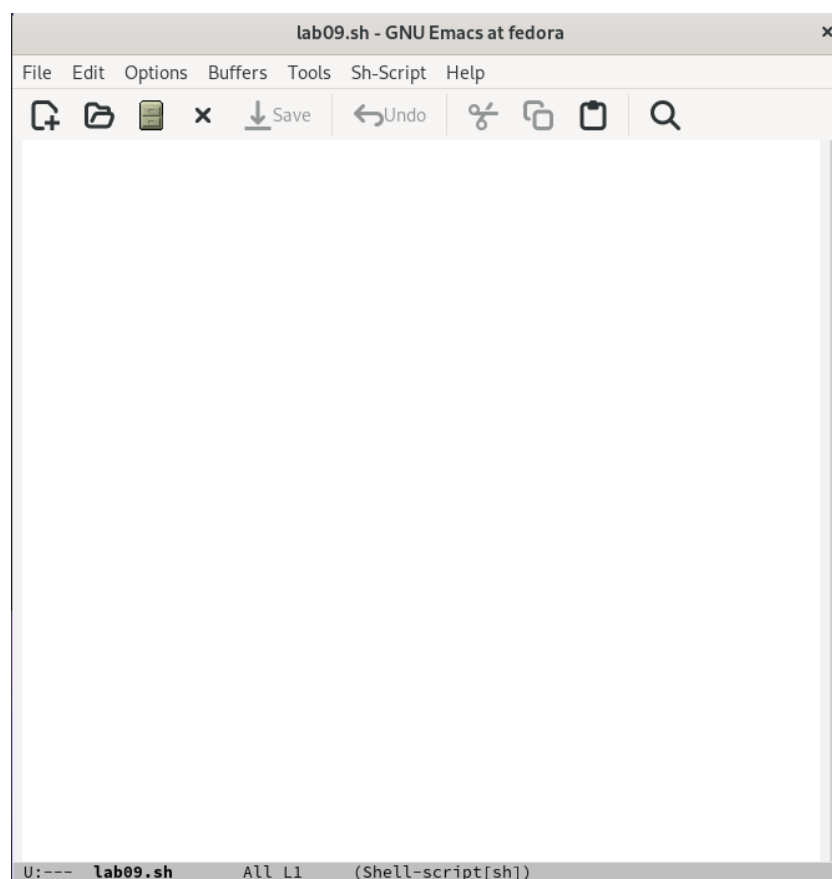 lab09.sh - GNU Emacs at fedora
File Edit Options Buffers Tools Sh-Script Help
Save Undo
U:--- lab09.sh All L1 (Shell-script[sh])